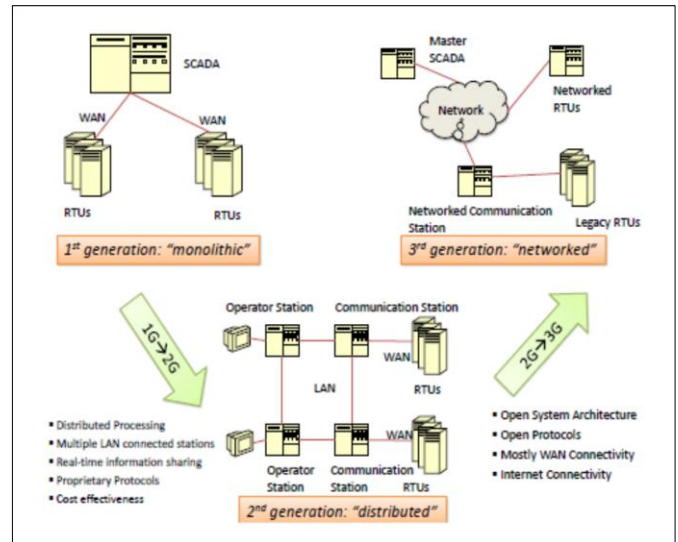 SCADA
WAN
WAN
RTUs
RTUs
1st generation: “monolithic”
Master
SCADA
Network
Networked
RTUs
Networked Communication
Station
Legacy RTUs
3rd generation: “networked”
1G→2G
Operator Station
Communication Station
WAN
RTUs
LAN
WAN
Operator
Station
Communication
Station
RTUs
2nd generation: “distributed”
▪ Distributed Processing
▪ Multiple LAN connected stations
▪ Real-time information sharing
▪ Proprietary Protocols
▪ Cost effectiveness
2G→3G
▪ Open System Architecture
▪ Open Protocols
▪ Mostly WAN Connectivity
▪ Internet Connectivity